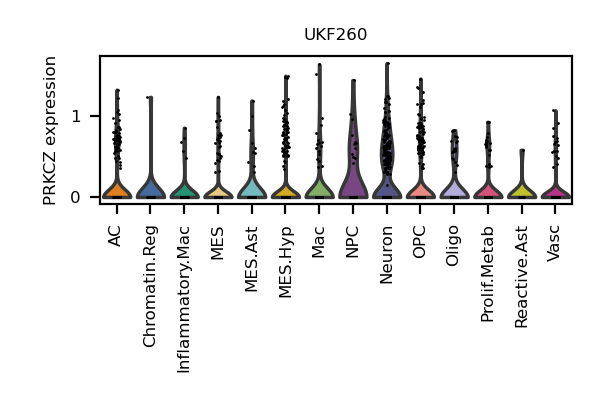 UKF260
PRKCZ expression
1
0
AC
Chromatin.Reg
Inflammatory.Mac
MES
MES.Ast
MES.Hyp
Mac
NPC
Neuron
OPC
Oligo
Prolif.Metab
Reactive.Ast
Vasc